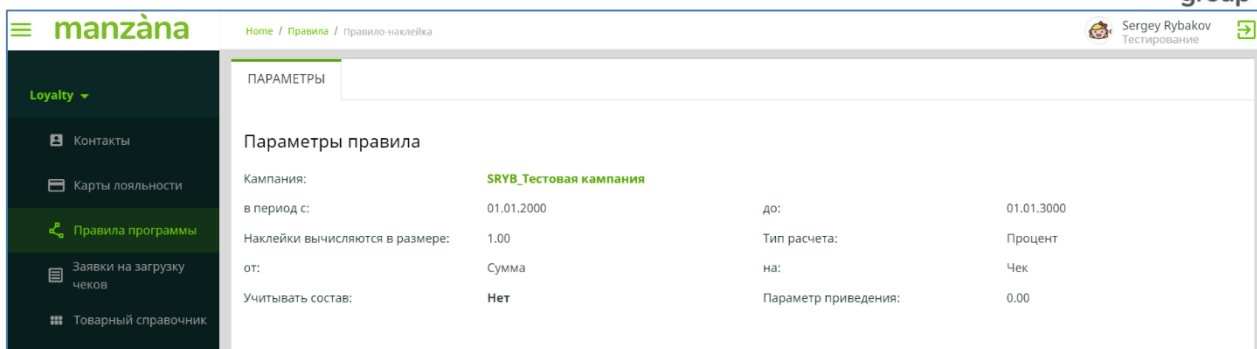 group
manzàna
Home / Правила / Правило-наклейка
Sergey Rybakov
Тестирование
Loyalty
Контакты
Карты лояльности
Правила программы
Заявки на загрузку
чеков
Товарный справочник
ПАРАМЕТРЫ
Параметры правила
Кампания: SRYB_Тестовая кампания
в период с: 01.01.2000 до: 01.01.3000
Наклейки вычисляются в размере: 1.00 Тип расчета: Процент
от: Сумма на: Чек
Учитывать состав: Нет Параметр приведения: 0.00